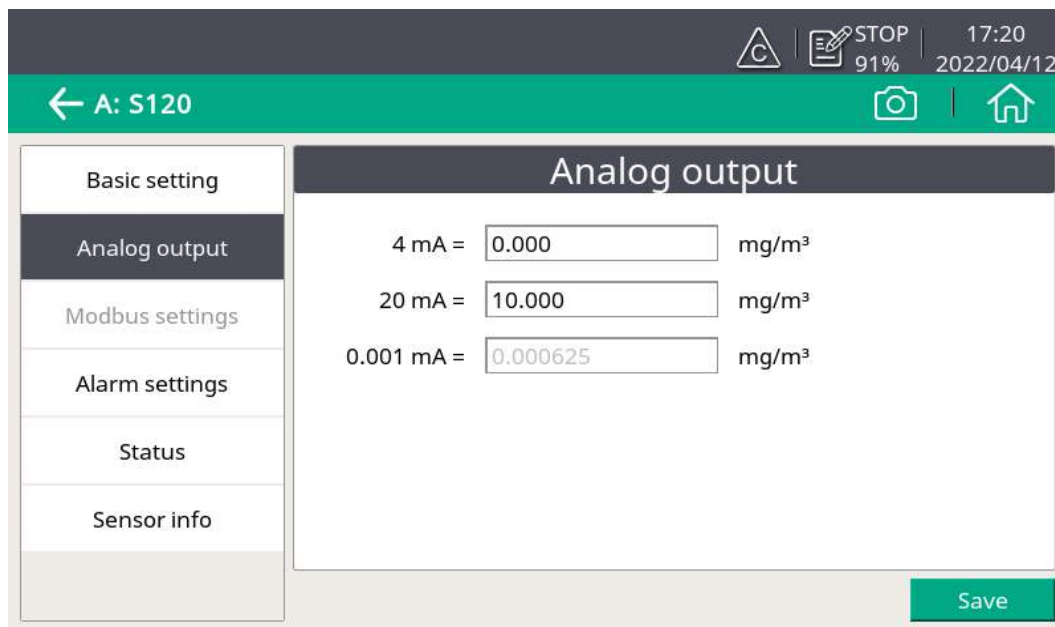 C
STOP
91%
17:20
2022/04/12
A: S120
Basic setting
Analog output
Modbus settings
Alarm settings
Status
Sensor info
Analog output
4 mA = 0.000 mg/m³
20 mA = 10.000 mg/m³
0.001 mA = 0.000625 mg/m³
Save